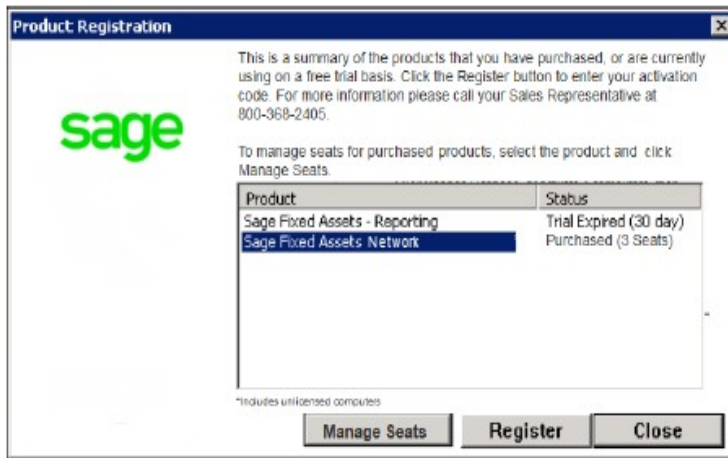 Product Registration
This is a summary of the products that you have purchased, or are currently
using on a free trial basis. Click the Register button to enter your activation
code. For more information please call your Sales Representative at
800-368-2405.
sage
To manage seats for purchased products, select the product and click
Manage Seats.
Product Status
Sage Fixed Assets - Reporting Trial Expired (30 day)
Sage Fixed Assets Network Purchased (3 Seats)
*Includes unlicensed computers
Manage Seats Register Close